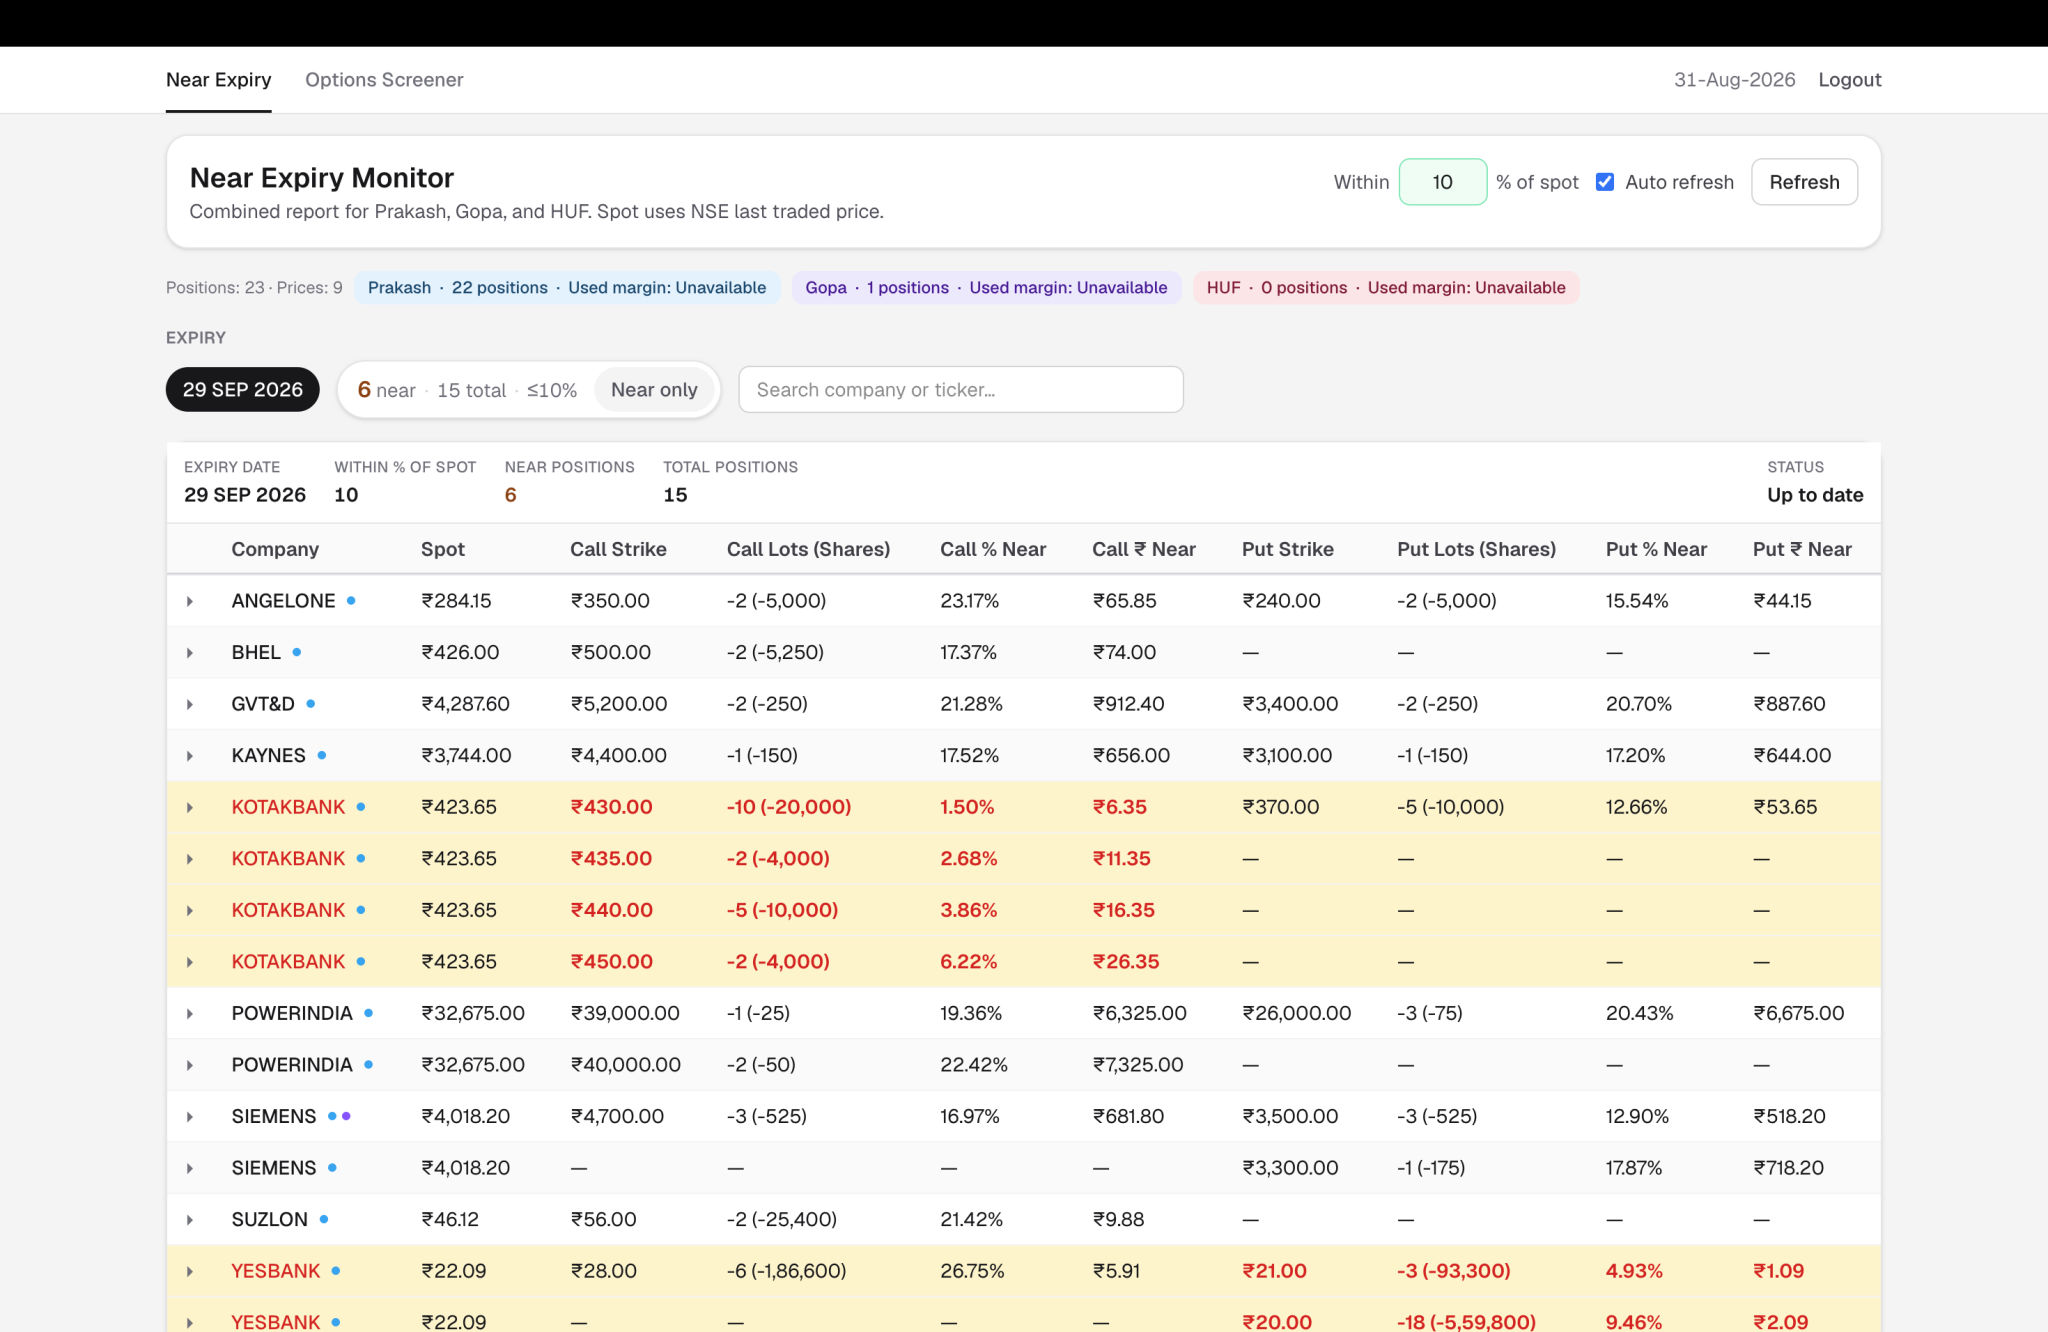 Near Expiry Options Screener 31-Aug-2026 Logout
Near Expiry Monitor
Combined report for Prakash, Gopa, and HUF. Spot uses NSE last traded price.
Within 10 % of spot Auto refresh Refresh
Positions: 23 · Prices: 9 Prakash · 22 positions · Used margin: Unavailable Gopa · 1 positions · Used margin: Unavailable HUF · 0 positions · Used margin: Unavailable
EXPIRY
29 SEP 2026 6 near · 15 total · ≤10% Near only Search company or ticker...
EXPIRY DATE WITHIN % OF SPOT NEAR POSITIONS TOTAL POSITIONS STATUS
29 SEP 2026 10 6 15 Up to date
Company Spot Call Strike Call Lots (Shares) Call % Near Call ₹ Near Put Strike Put Lots (Shares) Put % Near Put ₹ Near
ANGELONE ₹284.15 ₹350.00 -2 (-5,000) 23.17% ₹65.85 ₹240.00 -2 (-5,000) 15.54% ₹44.15
BHEL ₹426.00 ₹500.00 -2 (-5,250) 17.37% ₹74.00 — — — —
GVT&D ₹4,287.60 ₹5,200.00 -2 (-250) 21.28% ₹912.40 ₹3,400.00 -2 (-250) 20.70% ₹887.60
KAYNES ₹3,744.00 ₹4,400.00 -1 (-150) 17.52% ₹656.00 ₹3,100.00 -1 (-150) 17.20% ₹644.00
KOTAKBANK ₹423.65 ₹430.00 -10 (-20,000) 1.50% ₹6.35 ₹370.00 -5 (-10,000) 12.66% ₹53.65
KOTAKBANK ₹423.65 ₹435.00 -2 (-4,000) 2.68% ₹11.35 — — — —
KOTAKBANK ₹423.65 ₹440.00 -5 (-10,000) 3.86% ₹16.35 — — — —
KOTAKBANK ₹423.65 ₹450.00 -2 (-4,000) 6.22% ₹26.35 — — — —
POWERINDIA ₹32,675.00 ₹39,000.00 -1 (-25) 19.36% ₹6,325.00 ₹26,000.00 -3 (-75) 20.43% ₹6,675.00
POWERINDIA ₹32,675.00 ₹40,000.00 -2 (-50) 22.42% ₹7,325.00 — — — —
SIEMENS ₹4,018.20 ₹4,700.00 -3 (-525) 16.97% ₹681.80 ₹3,500.00 -3 (-525) 12.90% ₹518.20
SIEMENS ₹4,018.20 — — — — ₹3,300.00 -1 (-175) 17.87% ₹718.20
SUZLON ₹46.12 ₹56.00 -2 (-25,400) 21.42% ₹9.88 — — — —
YESBANK ₹22.09 ₹28.00 -6 (-1,86,600) 26.75% ₹5.91 ₹21.00 -3 (-93,300) 4.93% ₹1.09
YESBANK ₹22.09 — — — — ₹20.00 -18 (-5,59,800) 9.46% ₹2.09